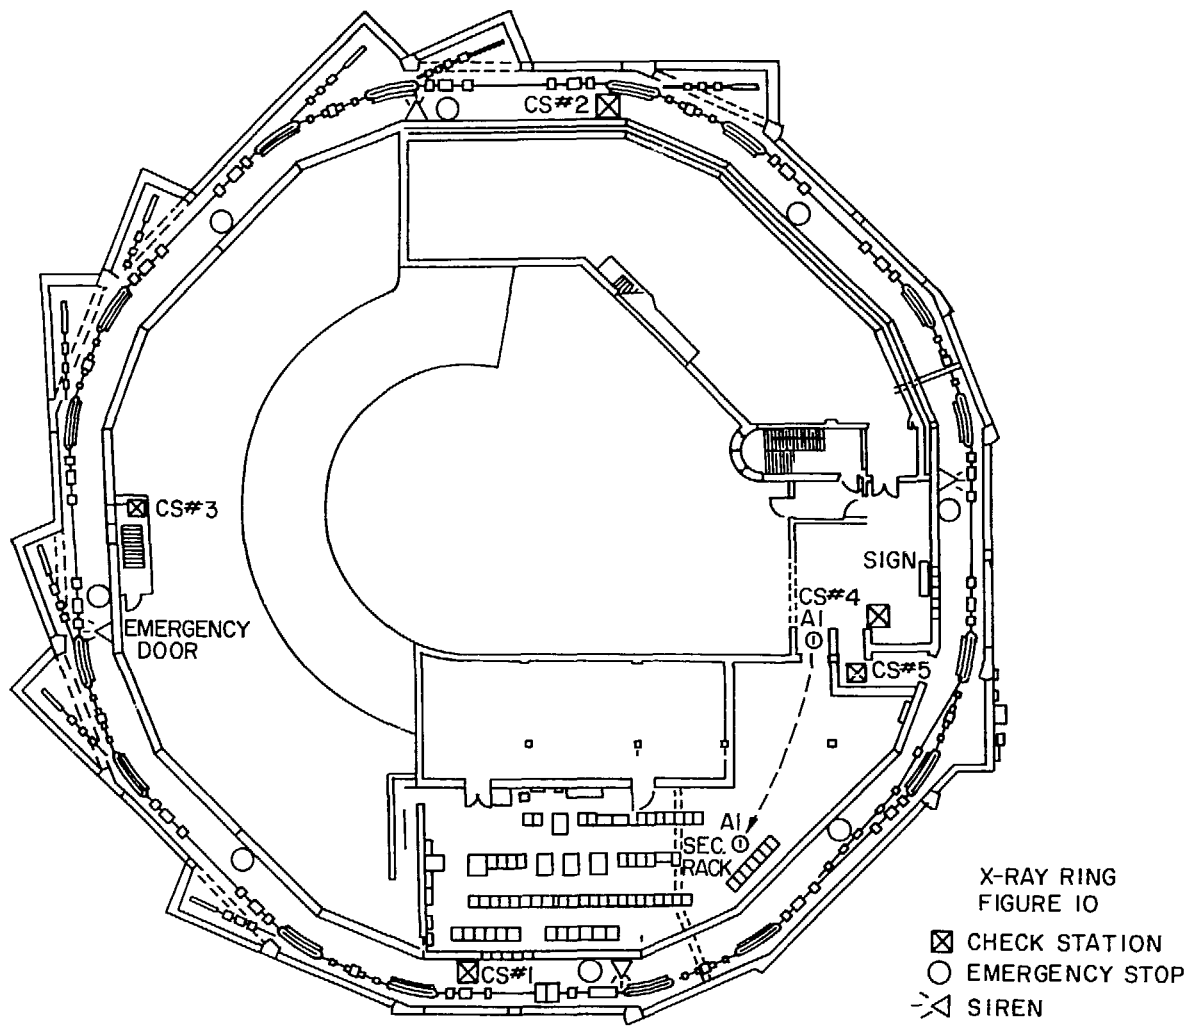 CS#2
CS#3
SIGN
CS#4
A1
EMERGENCY
DOOR
CS#5
A1
SEC.
RACK
CS#1
X-RAY RING
FIGURE 10
CHECK STATION
EMERGENCY STOP
SIREN